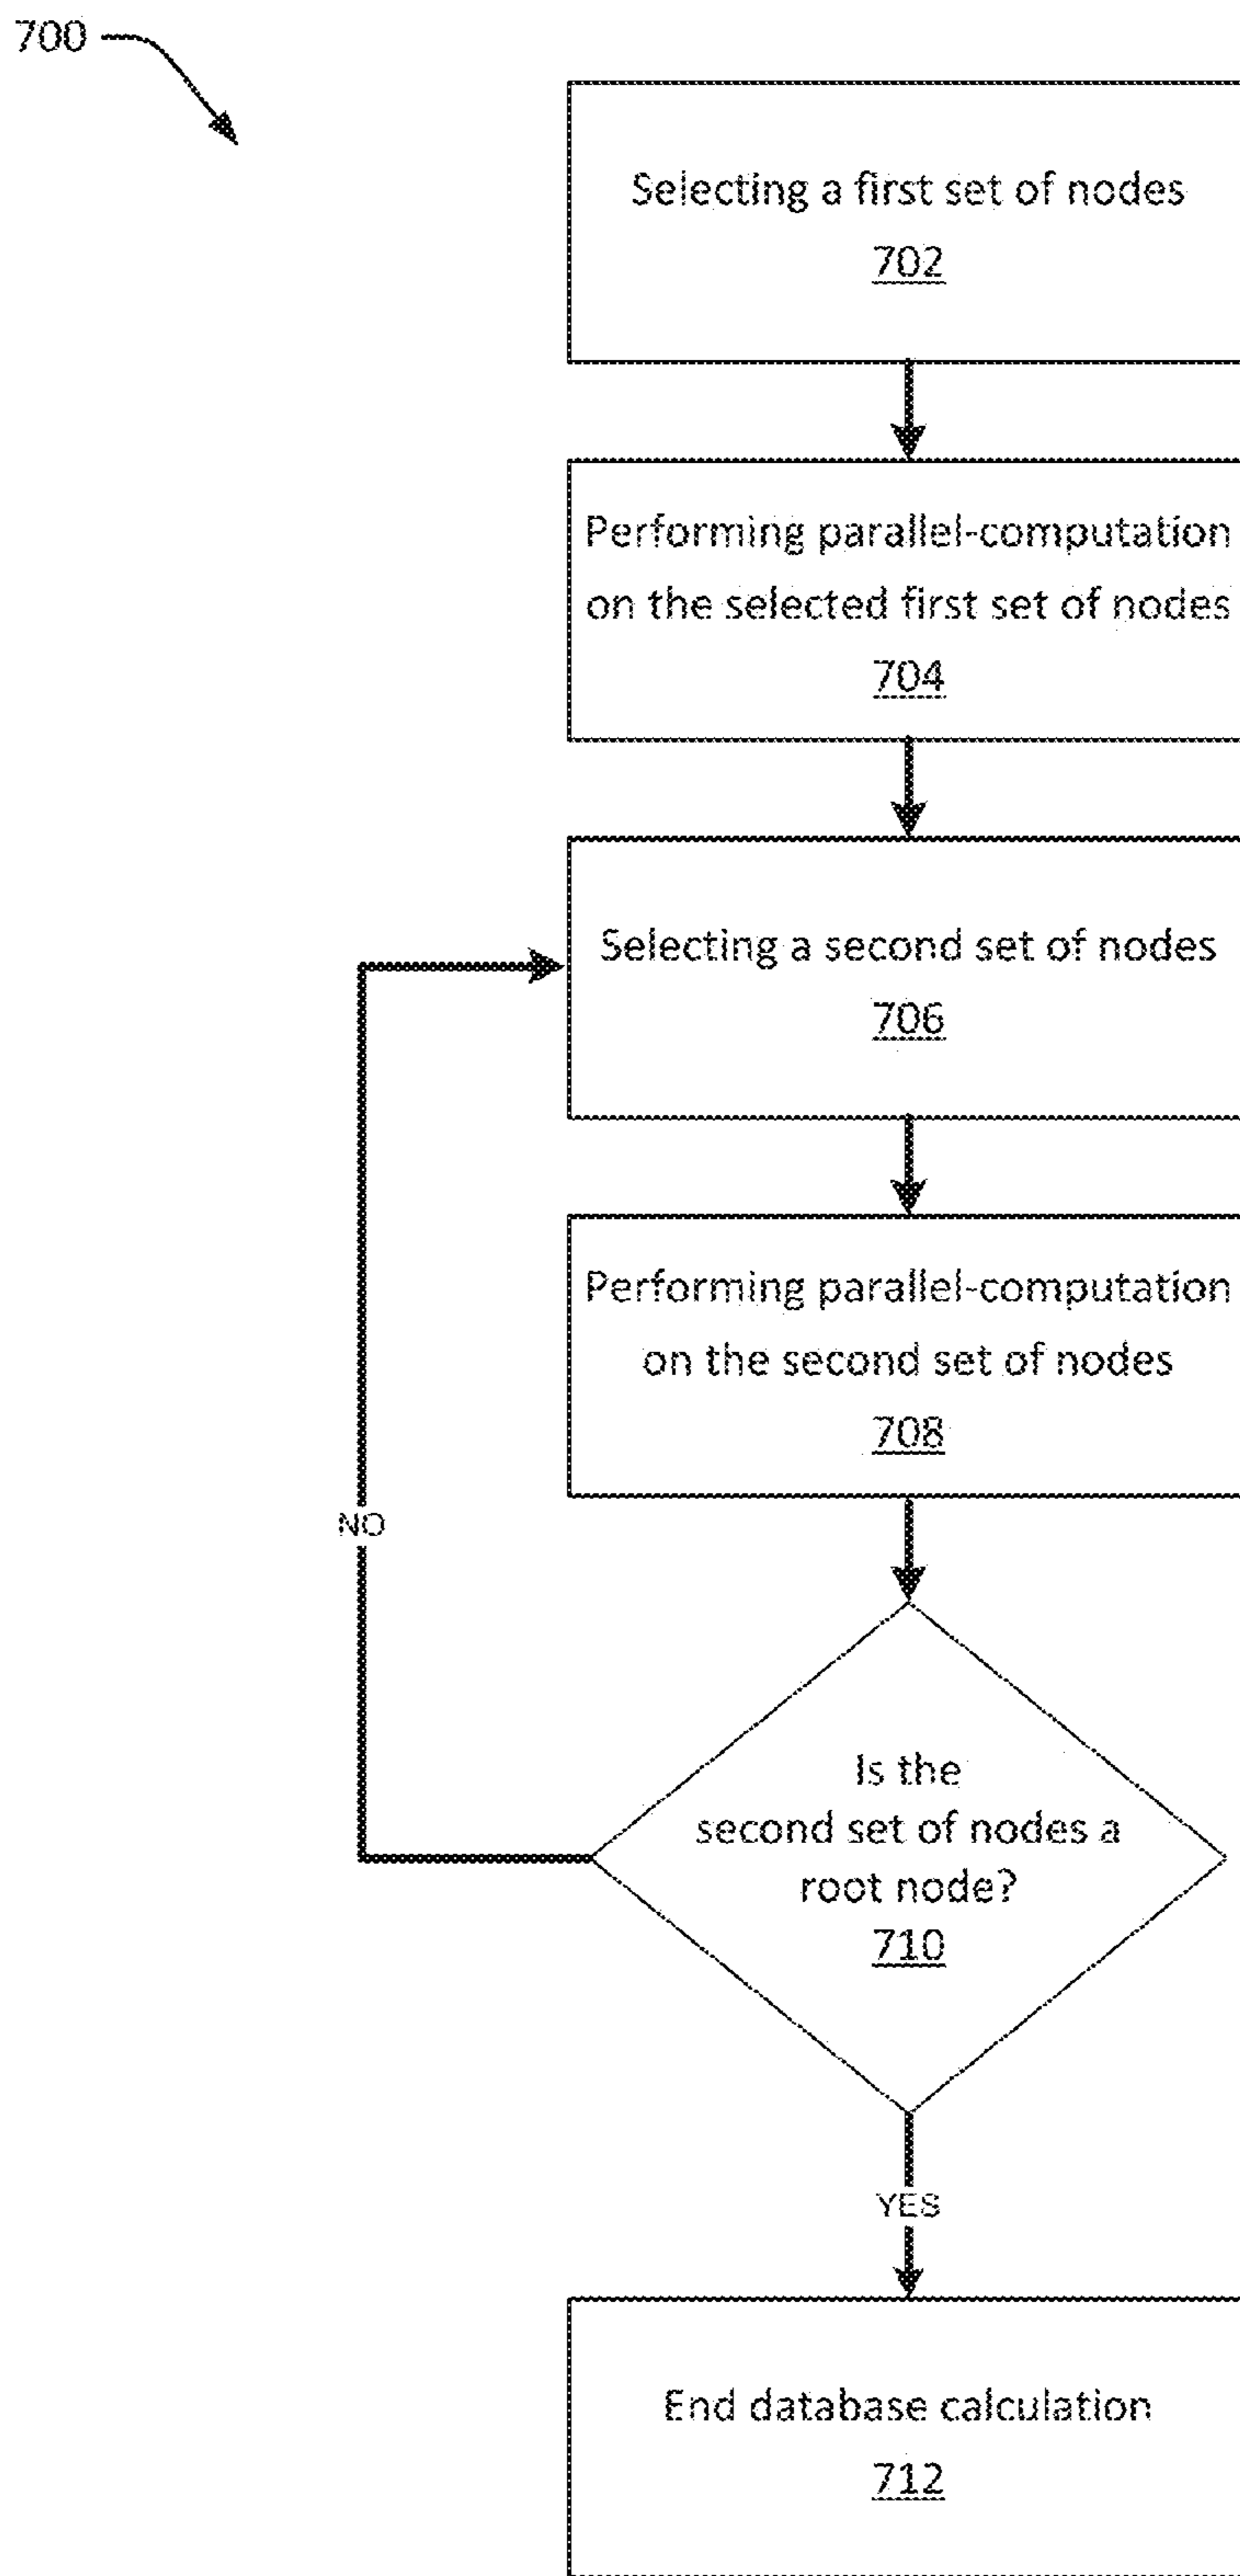 700
Selecting a first set of nodes
702
Performing parallel-computation
on the selected first set of nodes
704
Selecting a second set of nodes
706
Performing parallel-computation
on the second set of nodes
708
NO
Is the
second set of nodes a
root node?
710
YES
End database calculation
712